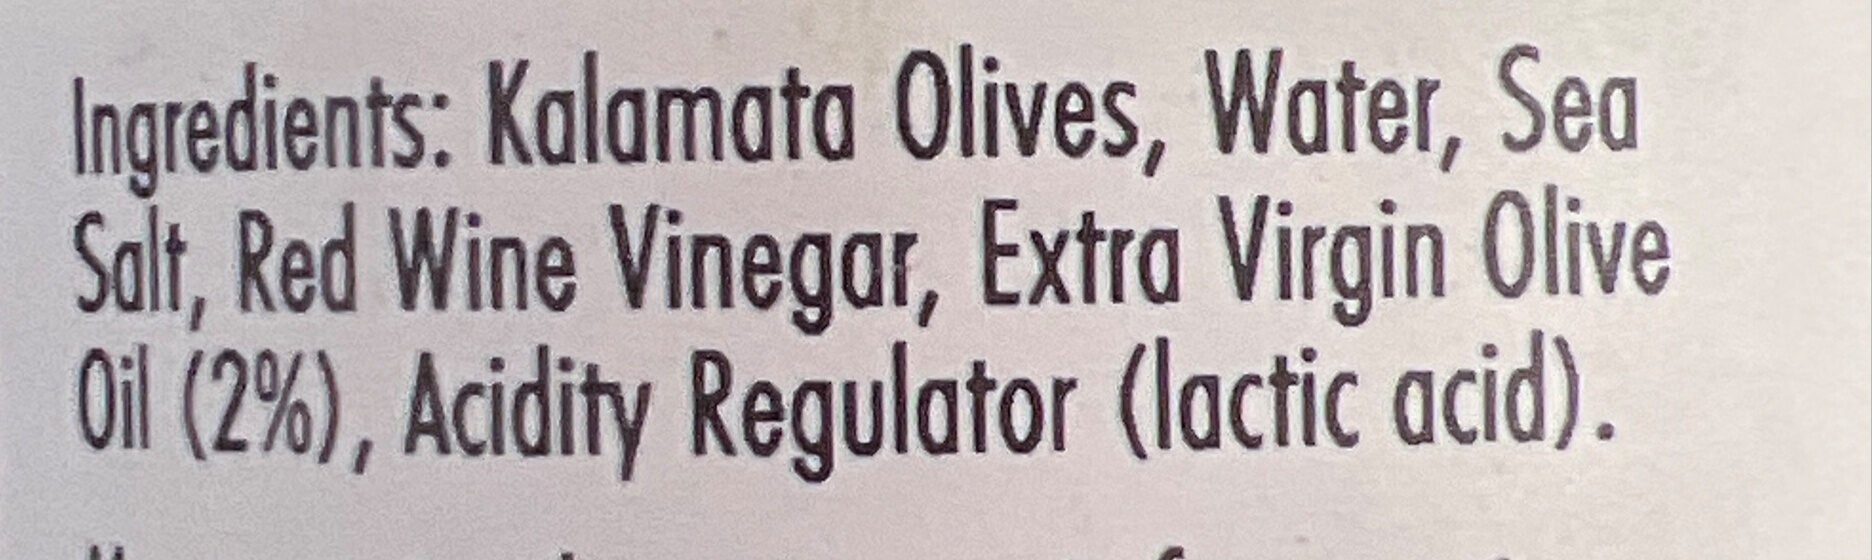 Ingredients: Kalamata Olives, Water, Sea
Salt, Red Wine Vinegar, Extra Virgin Olive
Oil (2%), Acidity Regulator (lactic acid).